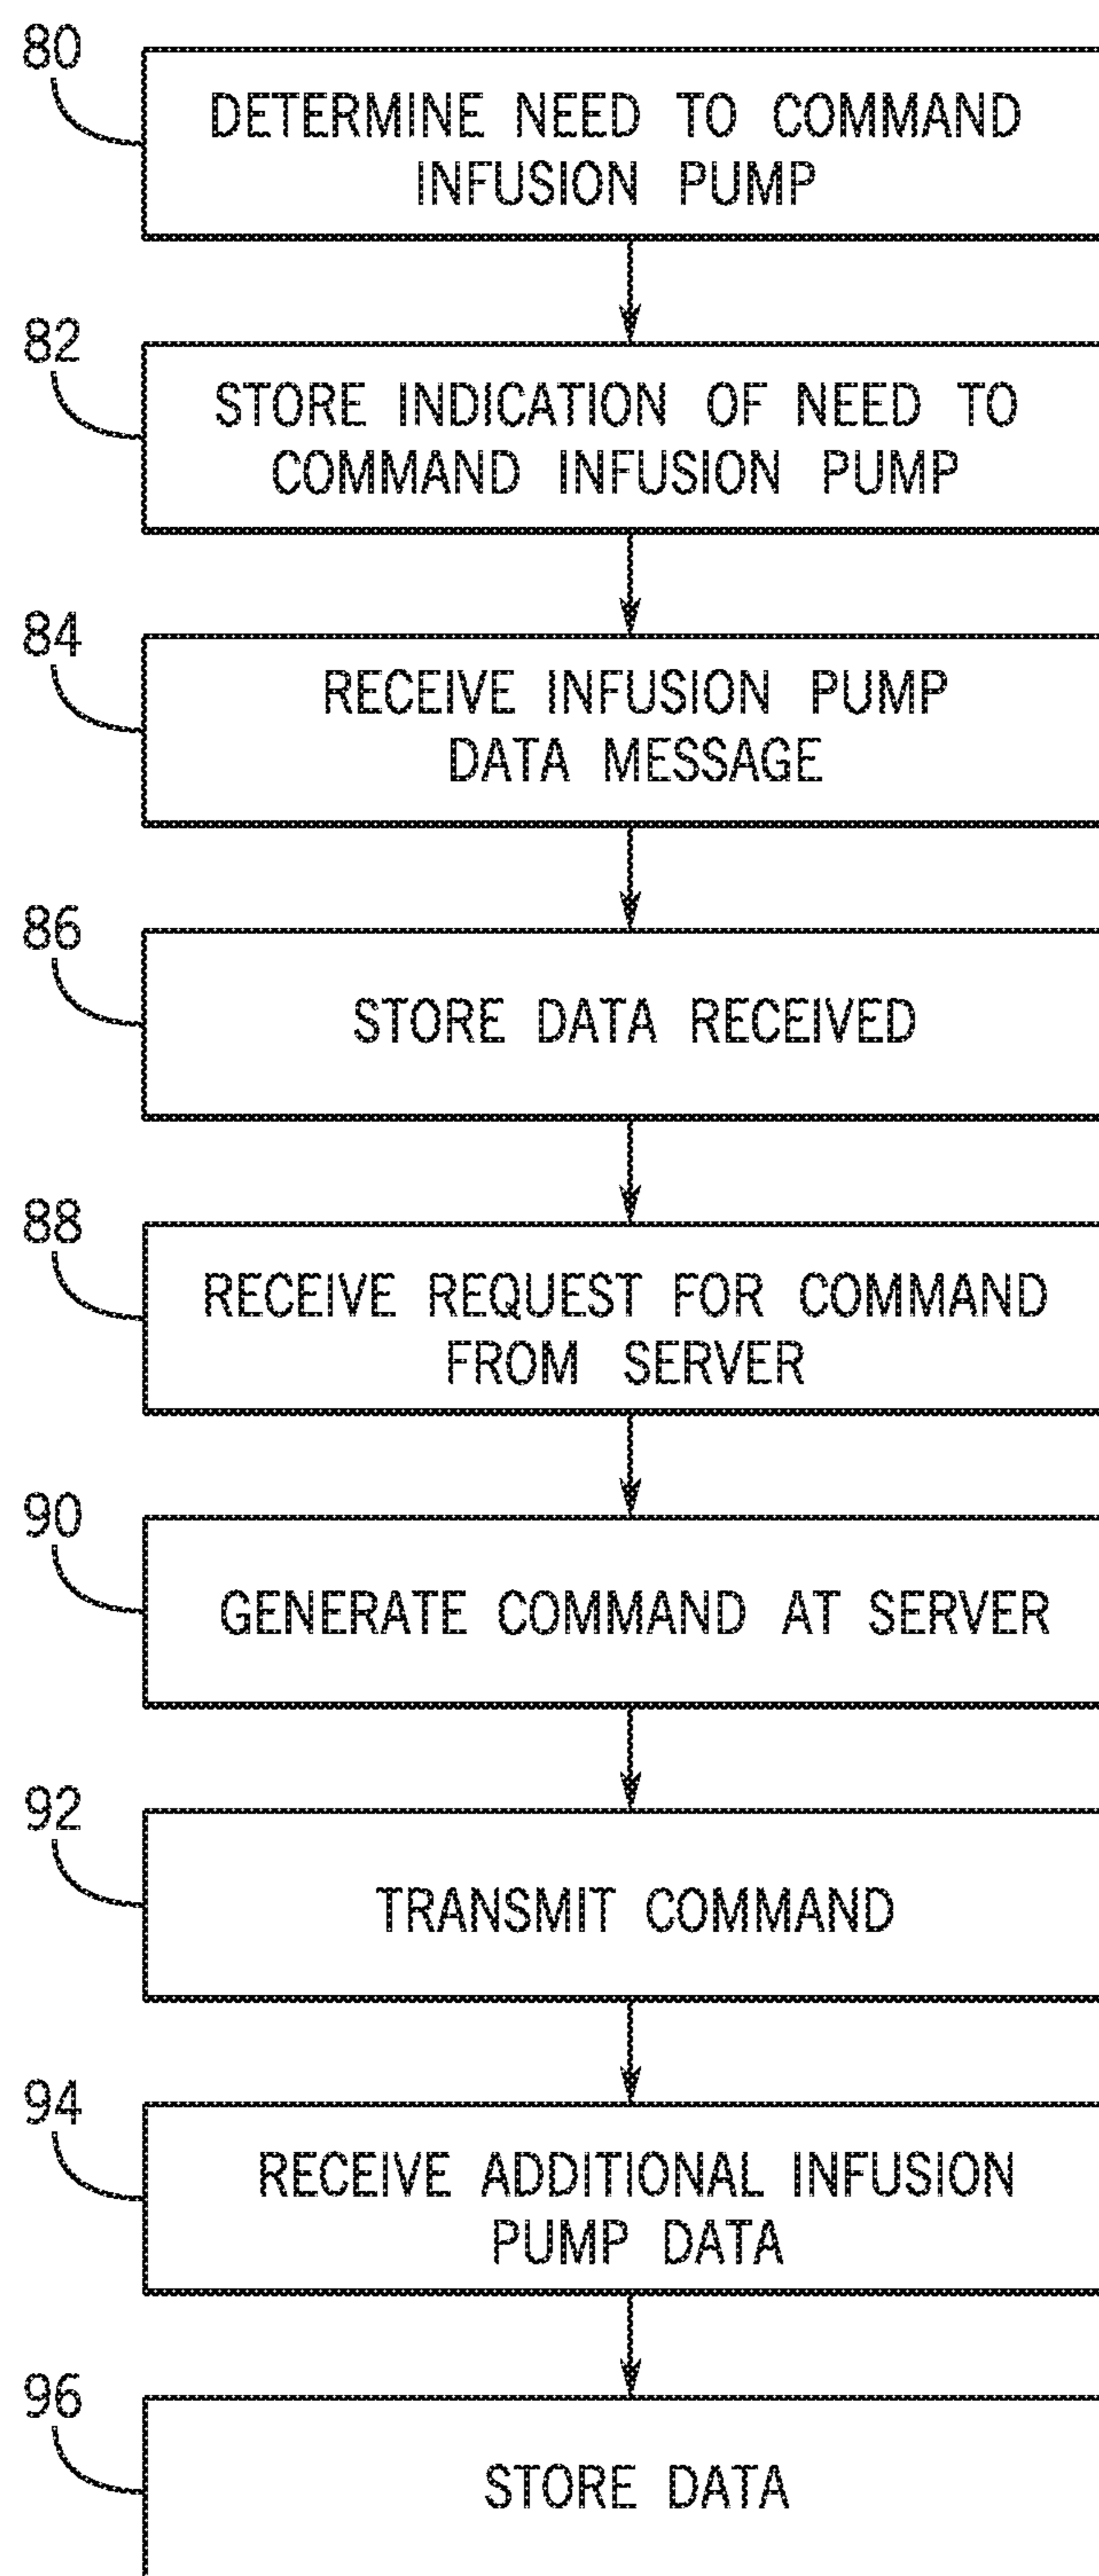 80
DETERMINE NEED TO COMMAND
INFUSION PUMP
82
STORE INDICATION OF NEED TO
COMMAND INFUSION PUMP
84
RECEIVE INFUSION PUMP
DATA MESSAGE
86
STORE DATA RECEIVED
88
RECEIVE REQUEST FOR COMMAND
FROM SERVER
90
GENERATE COMMAND AT SERVER
92
TRANSMIT COMMAND
94
RECEIVE ADDITIONAL INFUSION
PUMP DATA
96
STORE DATA